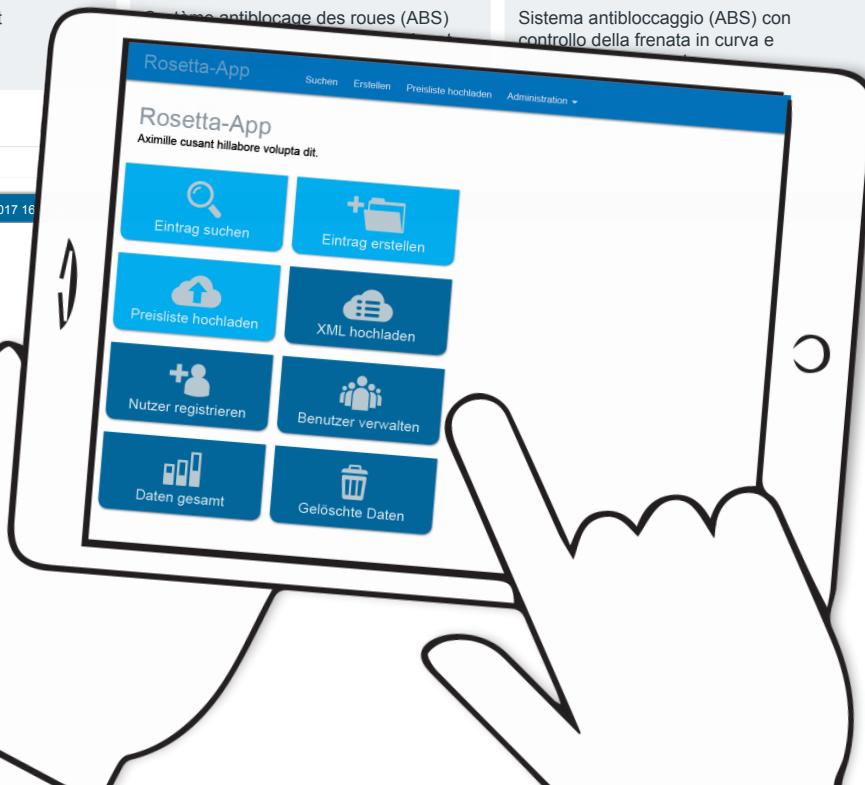 antiblocage des roues (ABS)
Sistema antibloccaggio (ABS) con
controllo della frenata in curva e
017 16
Rosetta-App
Suchen Erstellen Preisliste hochladen Administration
Rosetta-App
Aximille cusant hillabore volupta dit.
Eintrag suchen
Eintrag erstellen
Preisliste hochladen
XML hochladen
Nutzer registrieren
Benutzer verwalten
Daten gesamt
Gelöschte Daten